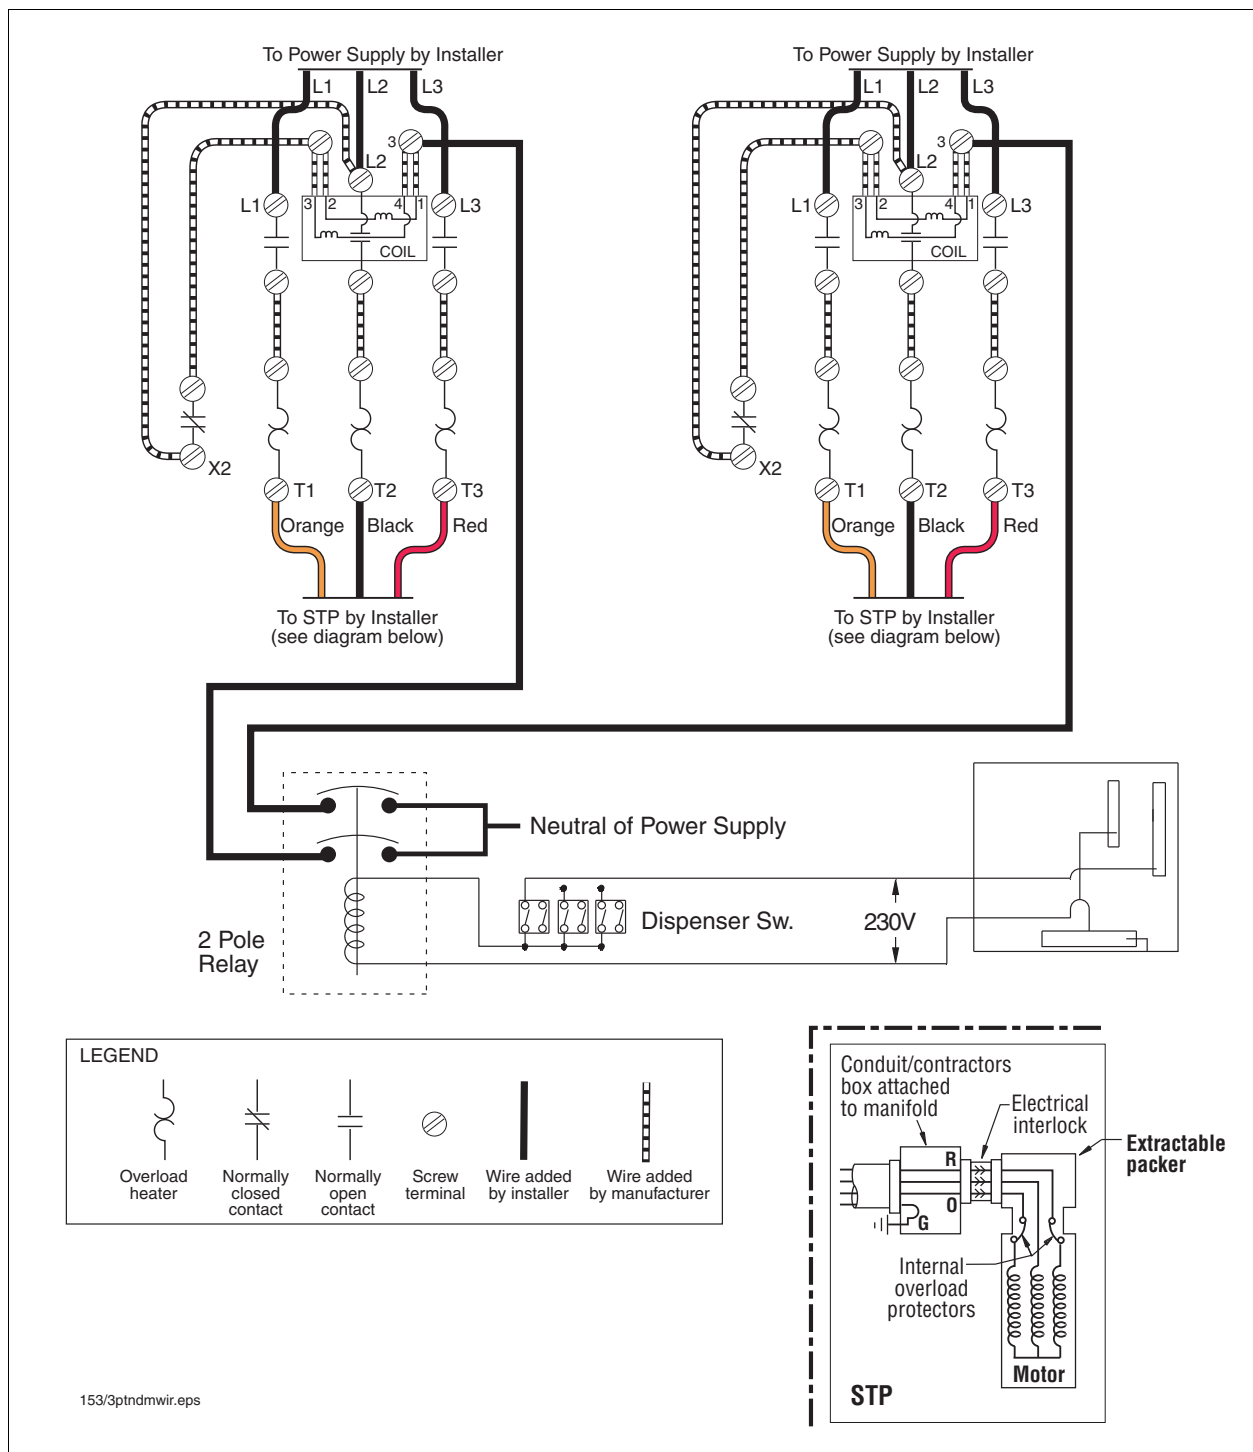 To Power Supply by Installer
L1
L2
L3
3
L2
L1
3
2
4
1
L3
COIL
X2
T1
T2
T3
Orange
Black
Red
To STP by Installer
(see diagram below)
To Power Supply by Installer
L1
L2
L3
3
L2
L1
3
2
4
1
L3
COIL
X2
T1
T2
T3
Orange
Black
Red
To STP by Installer
(see diagram below)
Neutral of Power Supply
2 Pole
Relay
Dispenser Sw.
230V
LEGEND
Overload
heater
Normally
closed
contact
Normally
open
contact
Screw
terminal
Wire added
by installer
Wire added
by manufacturer
Conduit/contractors
box attached
to manifold
Electrical
interlock
Extractable
packer
R
O
G
Internal
overload
protectors
Motor
STP
153/3ptndmwir.eps